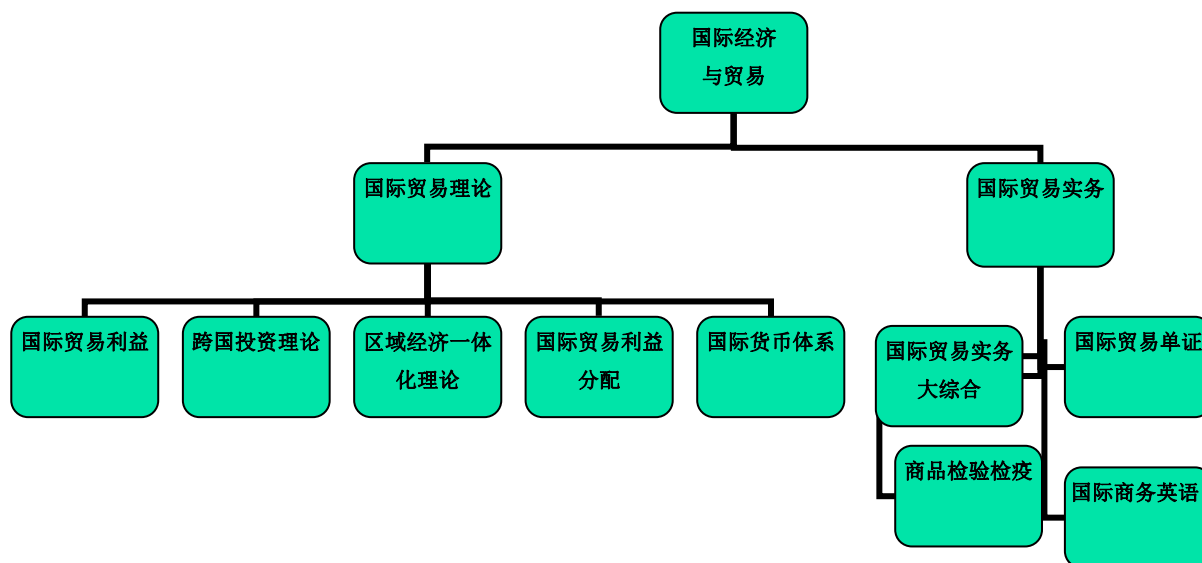 国际经济
与贸易
国际贸易理论
国际贸易实务
国际贸易利益
跨国投资理论
区域经济一体
化理论
国际贸易利益
分配
国际货币体系
国际贸易实务
大综合
国际贸易单证
商品检验检疫
国际商务英语